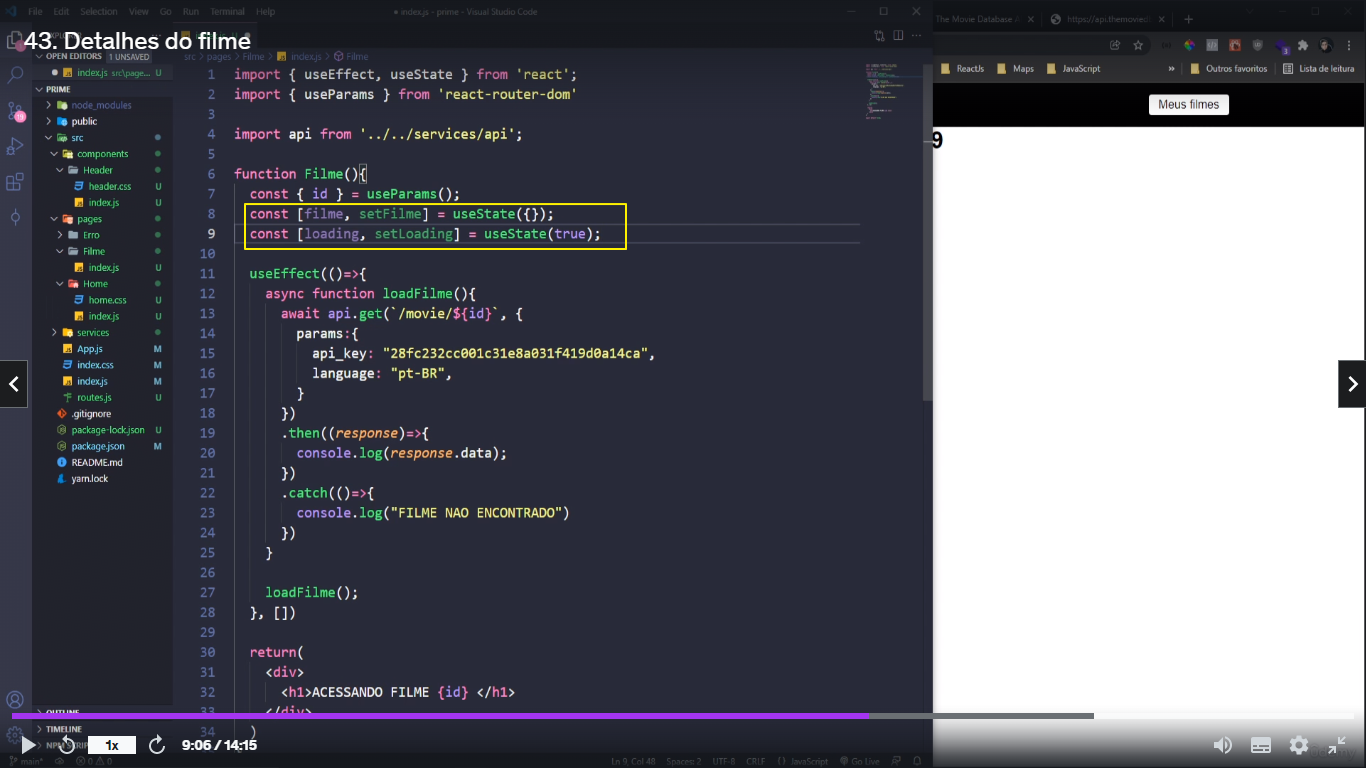 File Edit Selection View Go Run Terminal Help
● index.js - prime - Visual Studio Code
The Movie Database
https://api.themovied
43. Detalhes do filme
OPEN EDITORS 1 UNSAVED
● index.js src\page... U
src > pages > Filme > index.js > Filme
ReactJs Maps JavaScript » Outros favoritos Lista de leitura
Meus filmes
9
PRIME
node_modules
public
src
components
Header
header.css U
index.js U
pages
Erro
Filme
index.js U
Home
home.css U
index.js U
services
App.js M
index.css M
index.js M
routes.js U
.gitignore
package-lock.json U
package.json M
README.md
yarn.lock
OUTLINE
TIMELINE
1 import { useEffect, useState } from 'react';
2 import { useParams } from 'react-router-dom'
3
4 import api from '../../services/api';
5
6 function Filme(){
7 const { id } = useParams();
8 const [filme, setFilme] = useState({});
9 const [loading, setLoading] = useState(true);
10
11 useEffect(()=>{
12 async function loadFilme(){
13 await api.get(`/movie/${id}`, {
14 params:{
15 api_key: "28fc232cc001c31e8a031f419d0a14ca",
16 language: "pt-BR",
17 }
18 })
19 .then((response)=>{
20 console.log(response.data);
21 })
22 .catch(()=>{
23 console.log("FILME NAO ENCONTRADO")
24 })
25 }
26
27 loadFilme();
28 }, [])
29
30 return(
31 <div>
32 <h1>ACESSANDO FILME {id} </h1>
33 </div>
34 )
1x
9:06 / 14:15
main* 0 0
Ln 9, Col 48 Spaces: 2 UTF-8 CRLF {} JavaScript Go Live